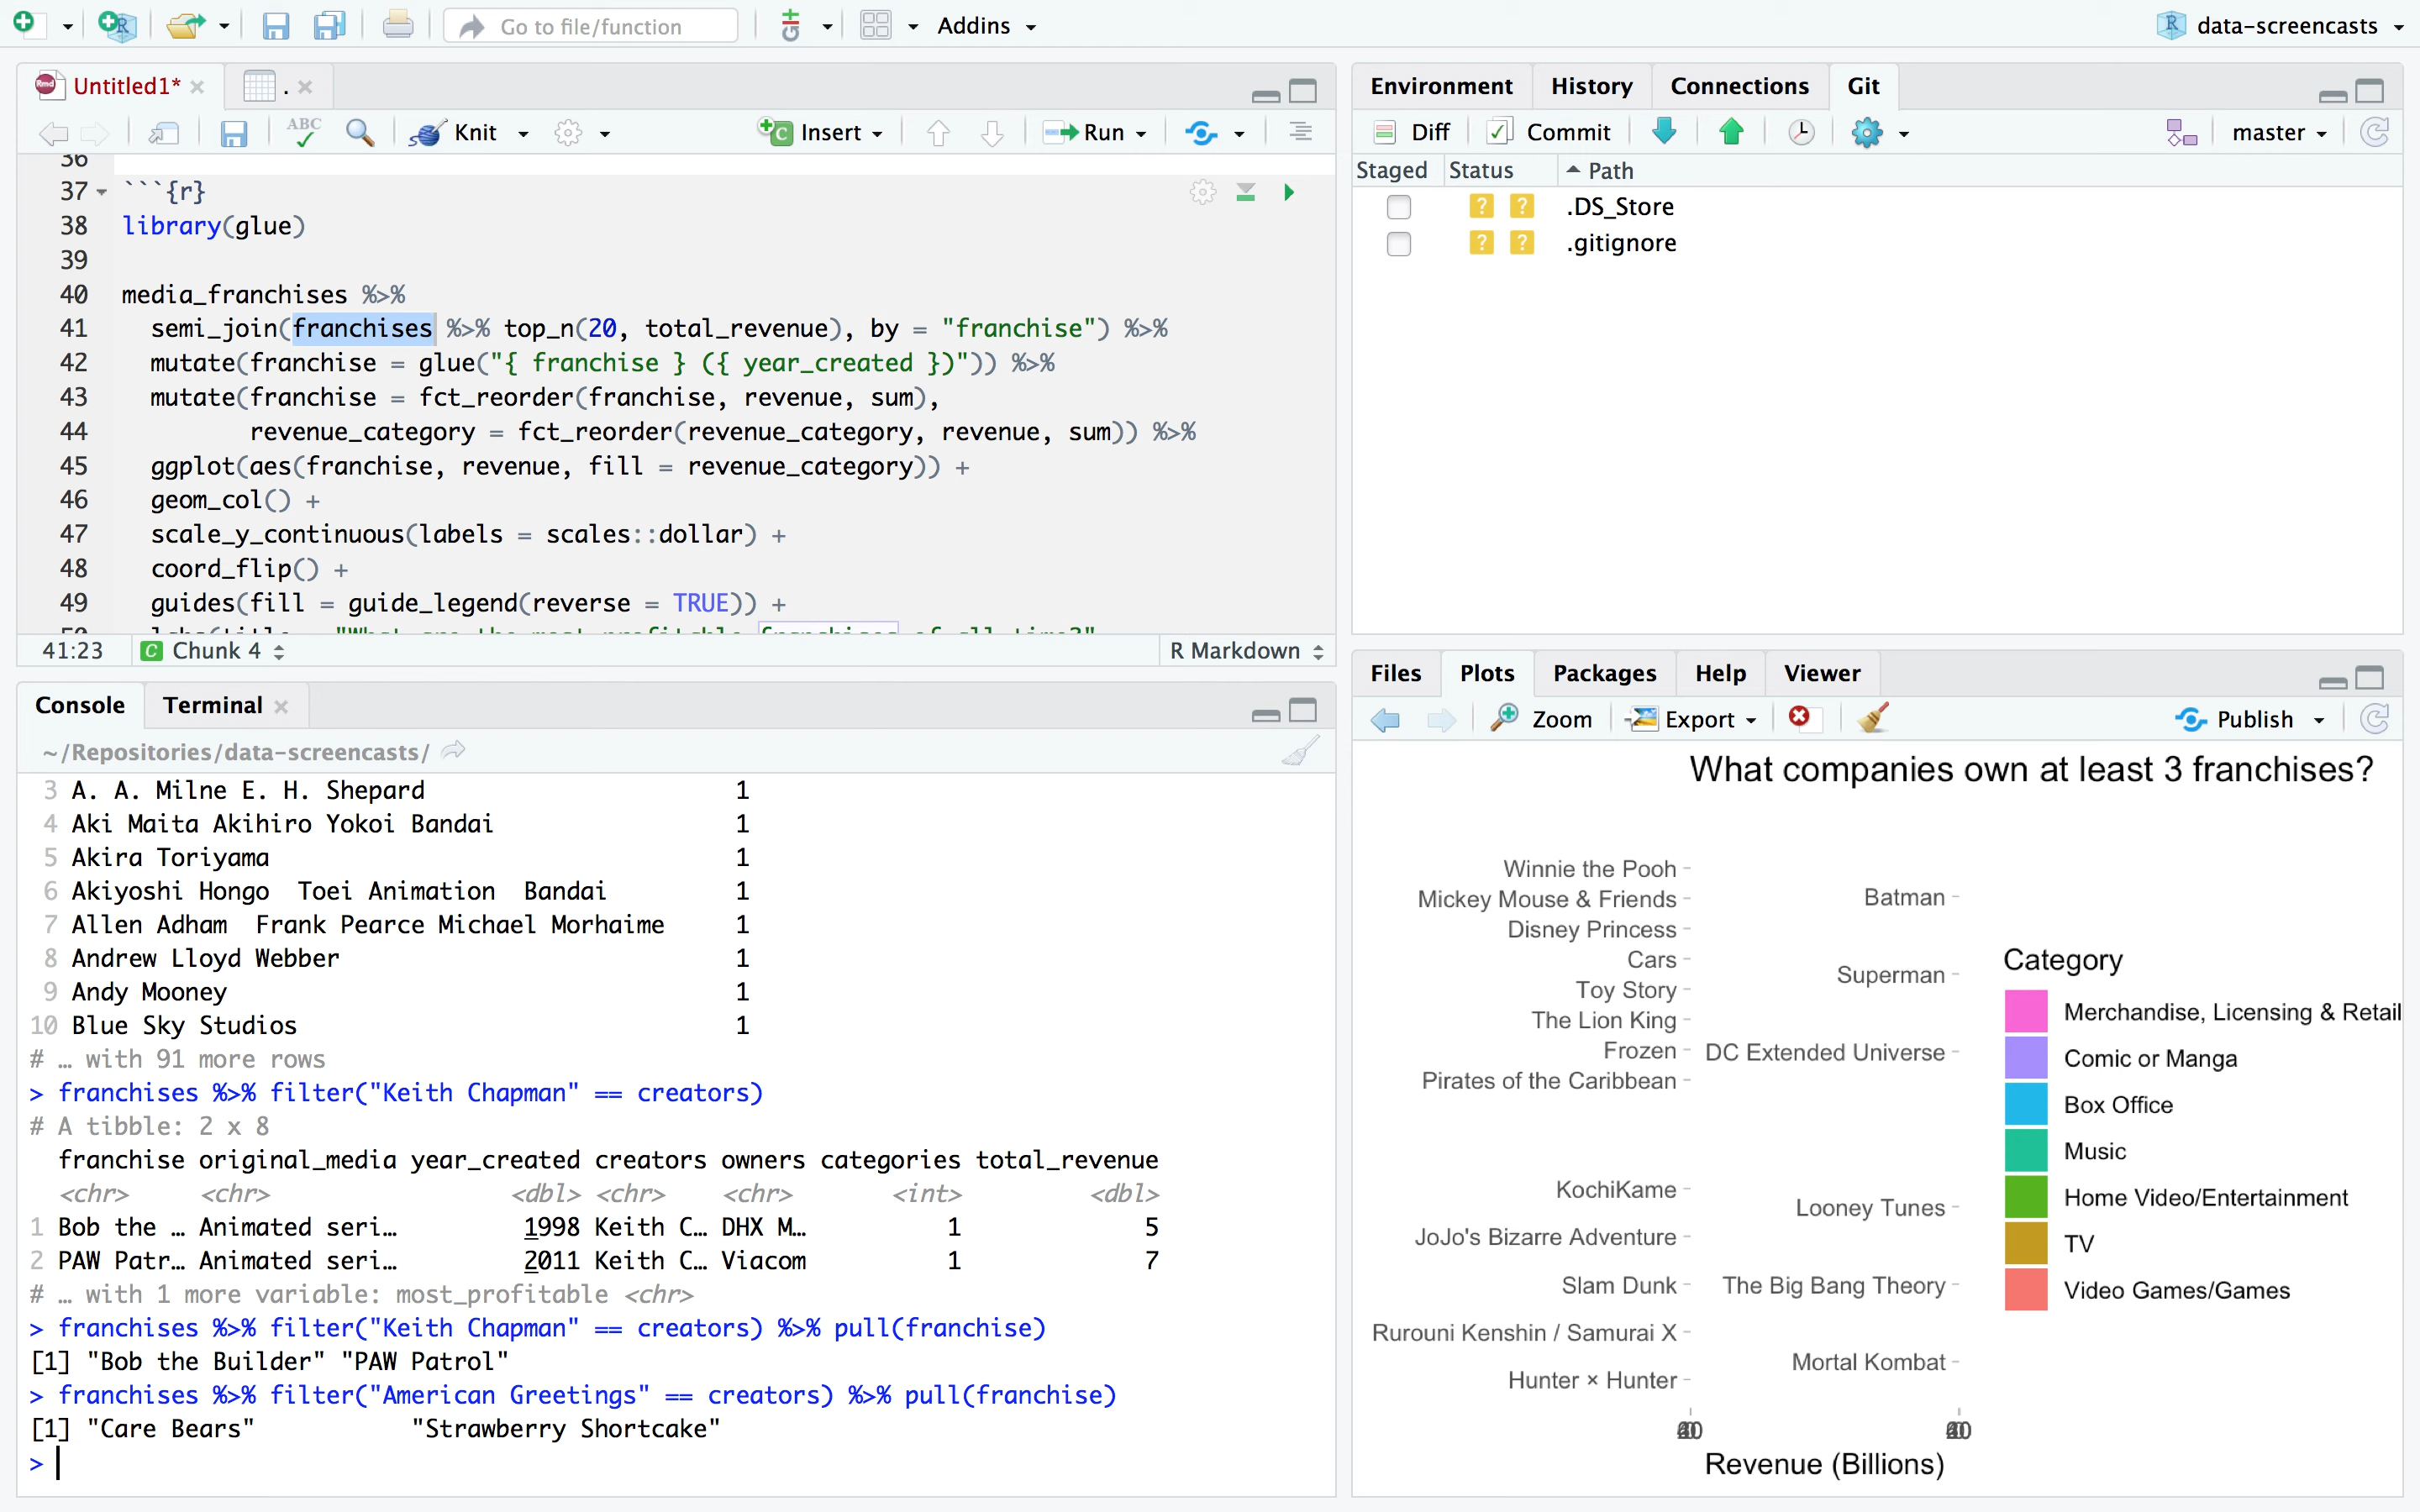 Go to file/function
Addins
data-screencasts
Untitled1*
.
ABC
Knit
Insert
Run
36
37 ```{r}
38 library(glue)
39
40 media_franchises %>%
41 semi_join(franchises %>% top_n(20, total_revenue), by = "franchise") %>%
42 mutate(franchise = glue("{ franchise } ({ year_created })")) %>%
43 mutate(franchise = fct_reorder(franchise, revenue, sum),
44 revenue_category = fct_reorder(revenue_category, revenue, sum)) %>%
45 ggplot(aes(franchise, revenue, fill = revenue_category)) +
46 geom_col() +
47 scale_y_continuous(labels = scales::dollar) +
48 coord_flip() +
49 guides(fill = guide_legend(reverse = TRUE)) +
41:23
C Chunk 4
R Markdown
Console
Terminal
~/Repositories/data-screencasts/
3 A. A. Milne E. H. Shepard 1
4 Aki Maita Akihiro Yokoi Bandai 1
5 Akira Toriyama 1
6 Akiyoshi Hongo  Toei Animation  Bandai 1
7 Allen Adham  Frank Pearce Michael Morhaime 1
8 Andrew Lloyd Webber 1
9 Andy Mooney 1
10 Blue Sky Studios 1
# … with 91 more rows
> franchises %>% filter("Keith Chapman" == creators)
# A tibble: 2 x 8
franchise original_media year_created creators owners categories total_revenue
<chr> <chr> <dbl> <chr> <chr> <int> <dbl>
1 Bob the … Animated seri… 1998 Keith C… DHX M… 1 5
2 PAW Patr… Animated seri… 2011 Keith C… Viacom 1 7
# … with 1 more variable: most_profitable <chr>
> franchises %>% filter("Keith Chapman" == creators) %>% pull(franchise)
[1] "Bob the Builder" "PAW Patrol"
> franchises %>% filter("American Greetings" == creators) %>% pull(franchise)
[1] "Care Bears" "Strawberry Shortcake"
>
Environment
History
Connections
Git
Diff
Commit
master
Staged
Status
Path
? ? .DS_Store
? ? .gitignore
Files
Plots
Packages
Help
Viewer
Zoom
Export
Publish
What companies own at least 3 franchises?
Winnie the Pooh
Mickey Mouse & Friends
Disney Princess
Cars
Toy Story
The Lion King
Frozen
Pirates of the Caribbean
Batman
Superman
DC Extended Universe
KochiKame
JoJo's Bizarre Adventure
Slam Dunk
Rurouni Kenshin / Samurai X
Hunter × Hunter
Looney Tunes
The Big Bang Theory
Mortal Kombat
Revenue (Billions)
Category
Merchandise, Licensing & Retail
Comic or Manga
Box Office
Music
Home Video/Entertainment
TV
Video Games/Games